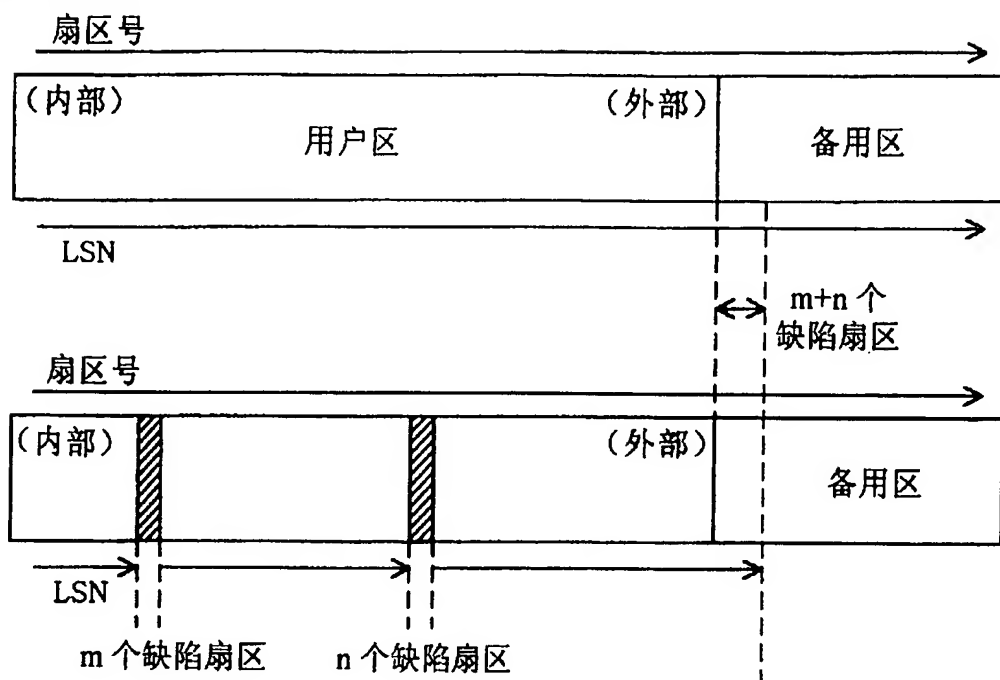 扇区号
（内部）
（外部）
用户区
备用区
LSN
m+n 个
缺陷扇区
扇区号
（内部）
（外部）
备用区
LSN
m 个缺陷扇区
n 个缺陷扇区